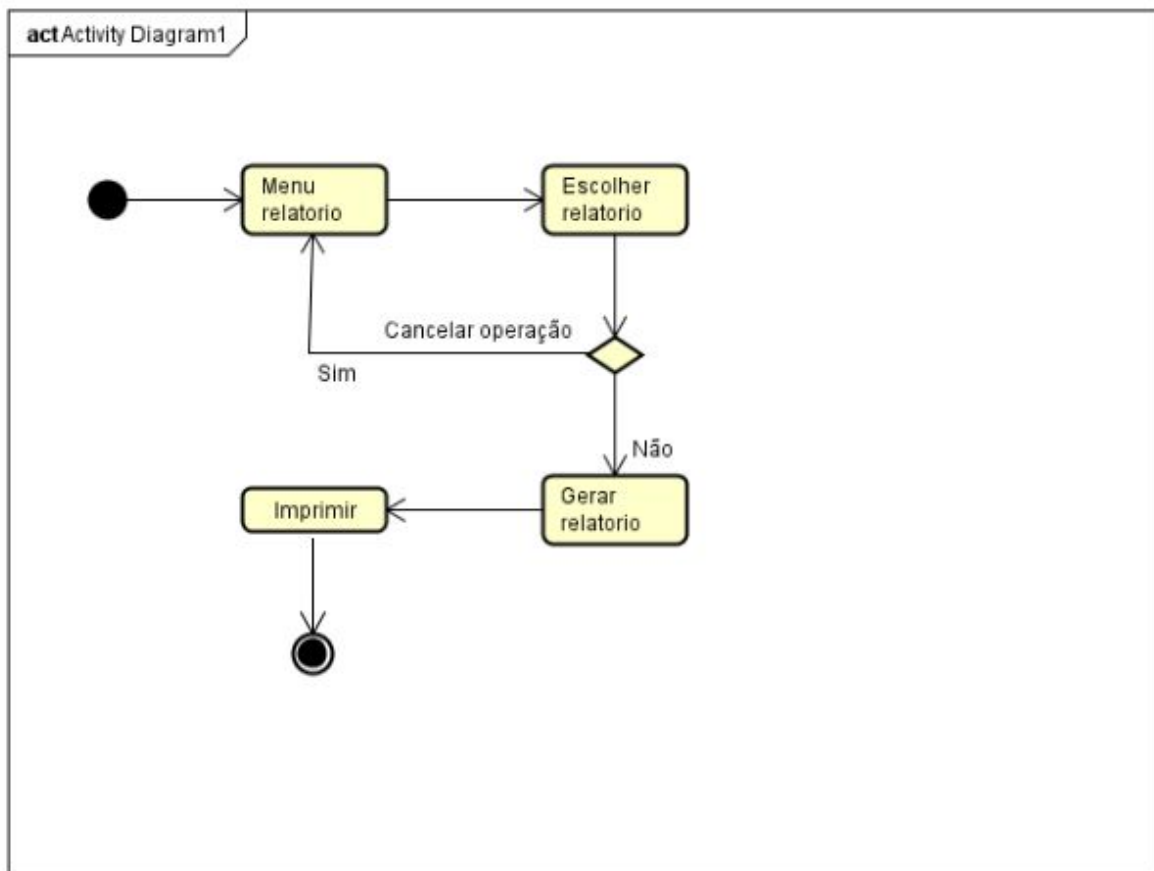 act Activity Diagram1
Menu
relatorio
Escolher
relatorio
Cancelar operação
Sim
Não
Gerar
relatorio
Imprimir